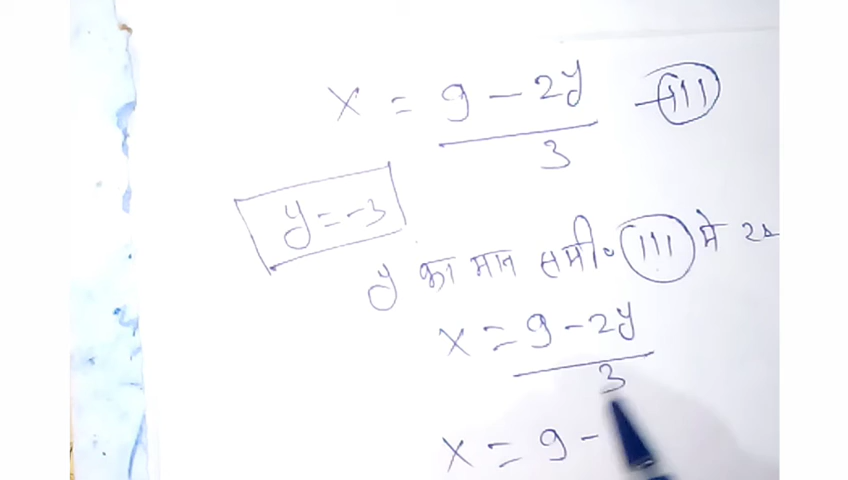 x = 9 - 2y / 3 - III
y = -3
y का मान समी० III मे
x = 9 - 2y / 3
x = 9 -